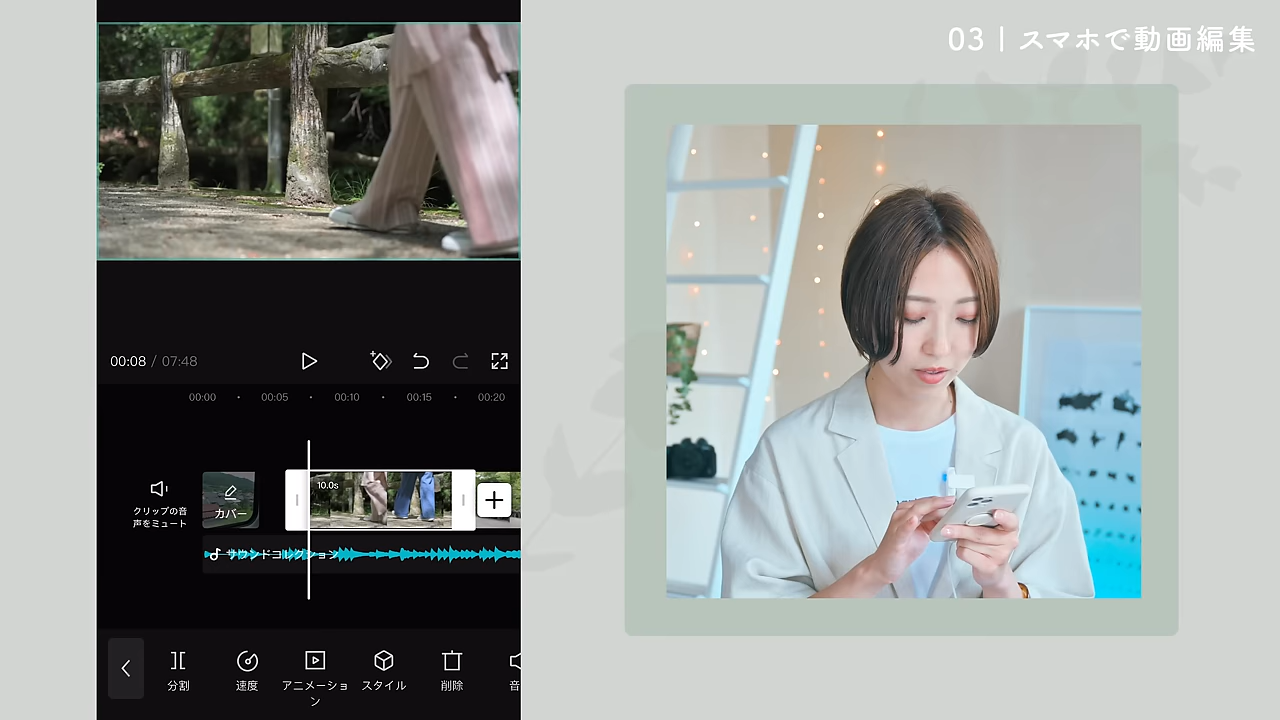 03 | スマホで動画編集
00:08 / 07:48
00:00 • 00:05 • 00:10 • 00:15 • 00:20
10.0s
クリップの音
声をミュート
カバー
サウンドコレクション
分割
速度
アニメーショ
ン
スタイル
削除
音